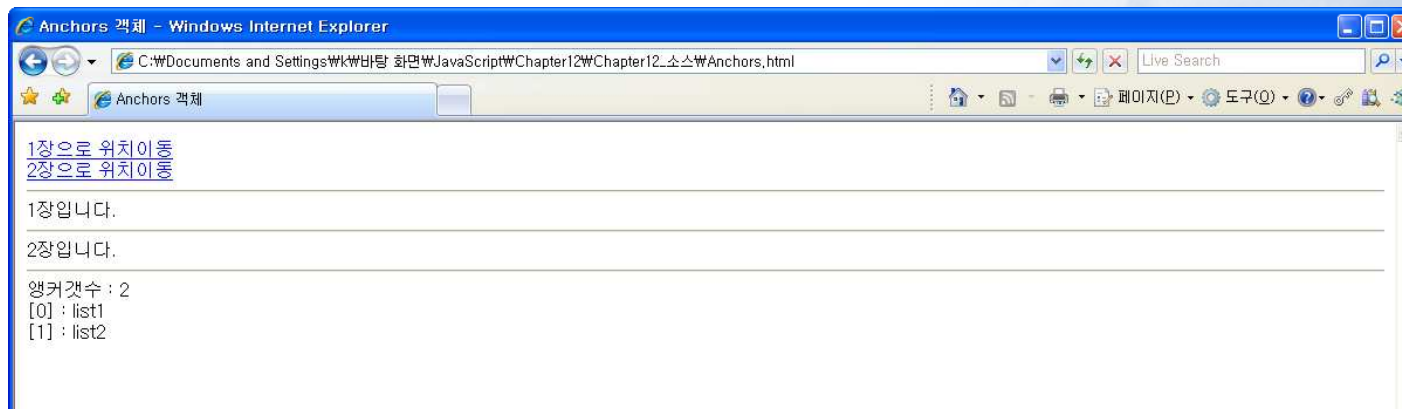 Anchors 객체 - Windows Internet Explorer
C:₩Documents and Settings₩k₩바탕 화면₩JavaScript₩Chapter12₩Chapter12_소스₩Anchors.html
Live Search
Anchors 객체
페이지(P)
도구(O)
1장으로 위치이동
2장으로 위치이동
1장입니다.
2장입니다.
앵커갯수 : 2
[0] : list1
[1] : list2